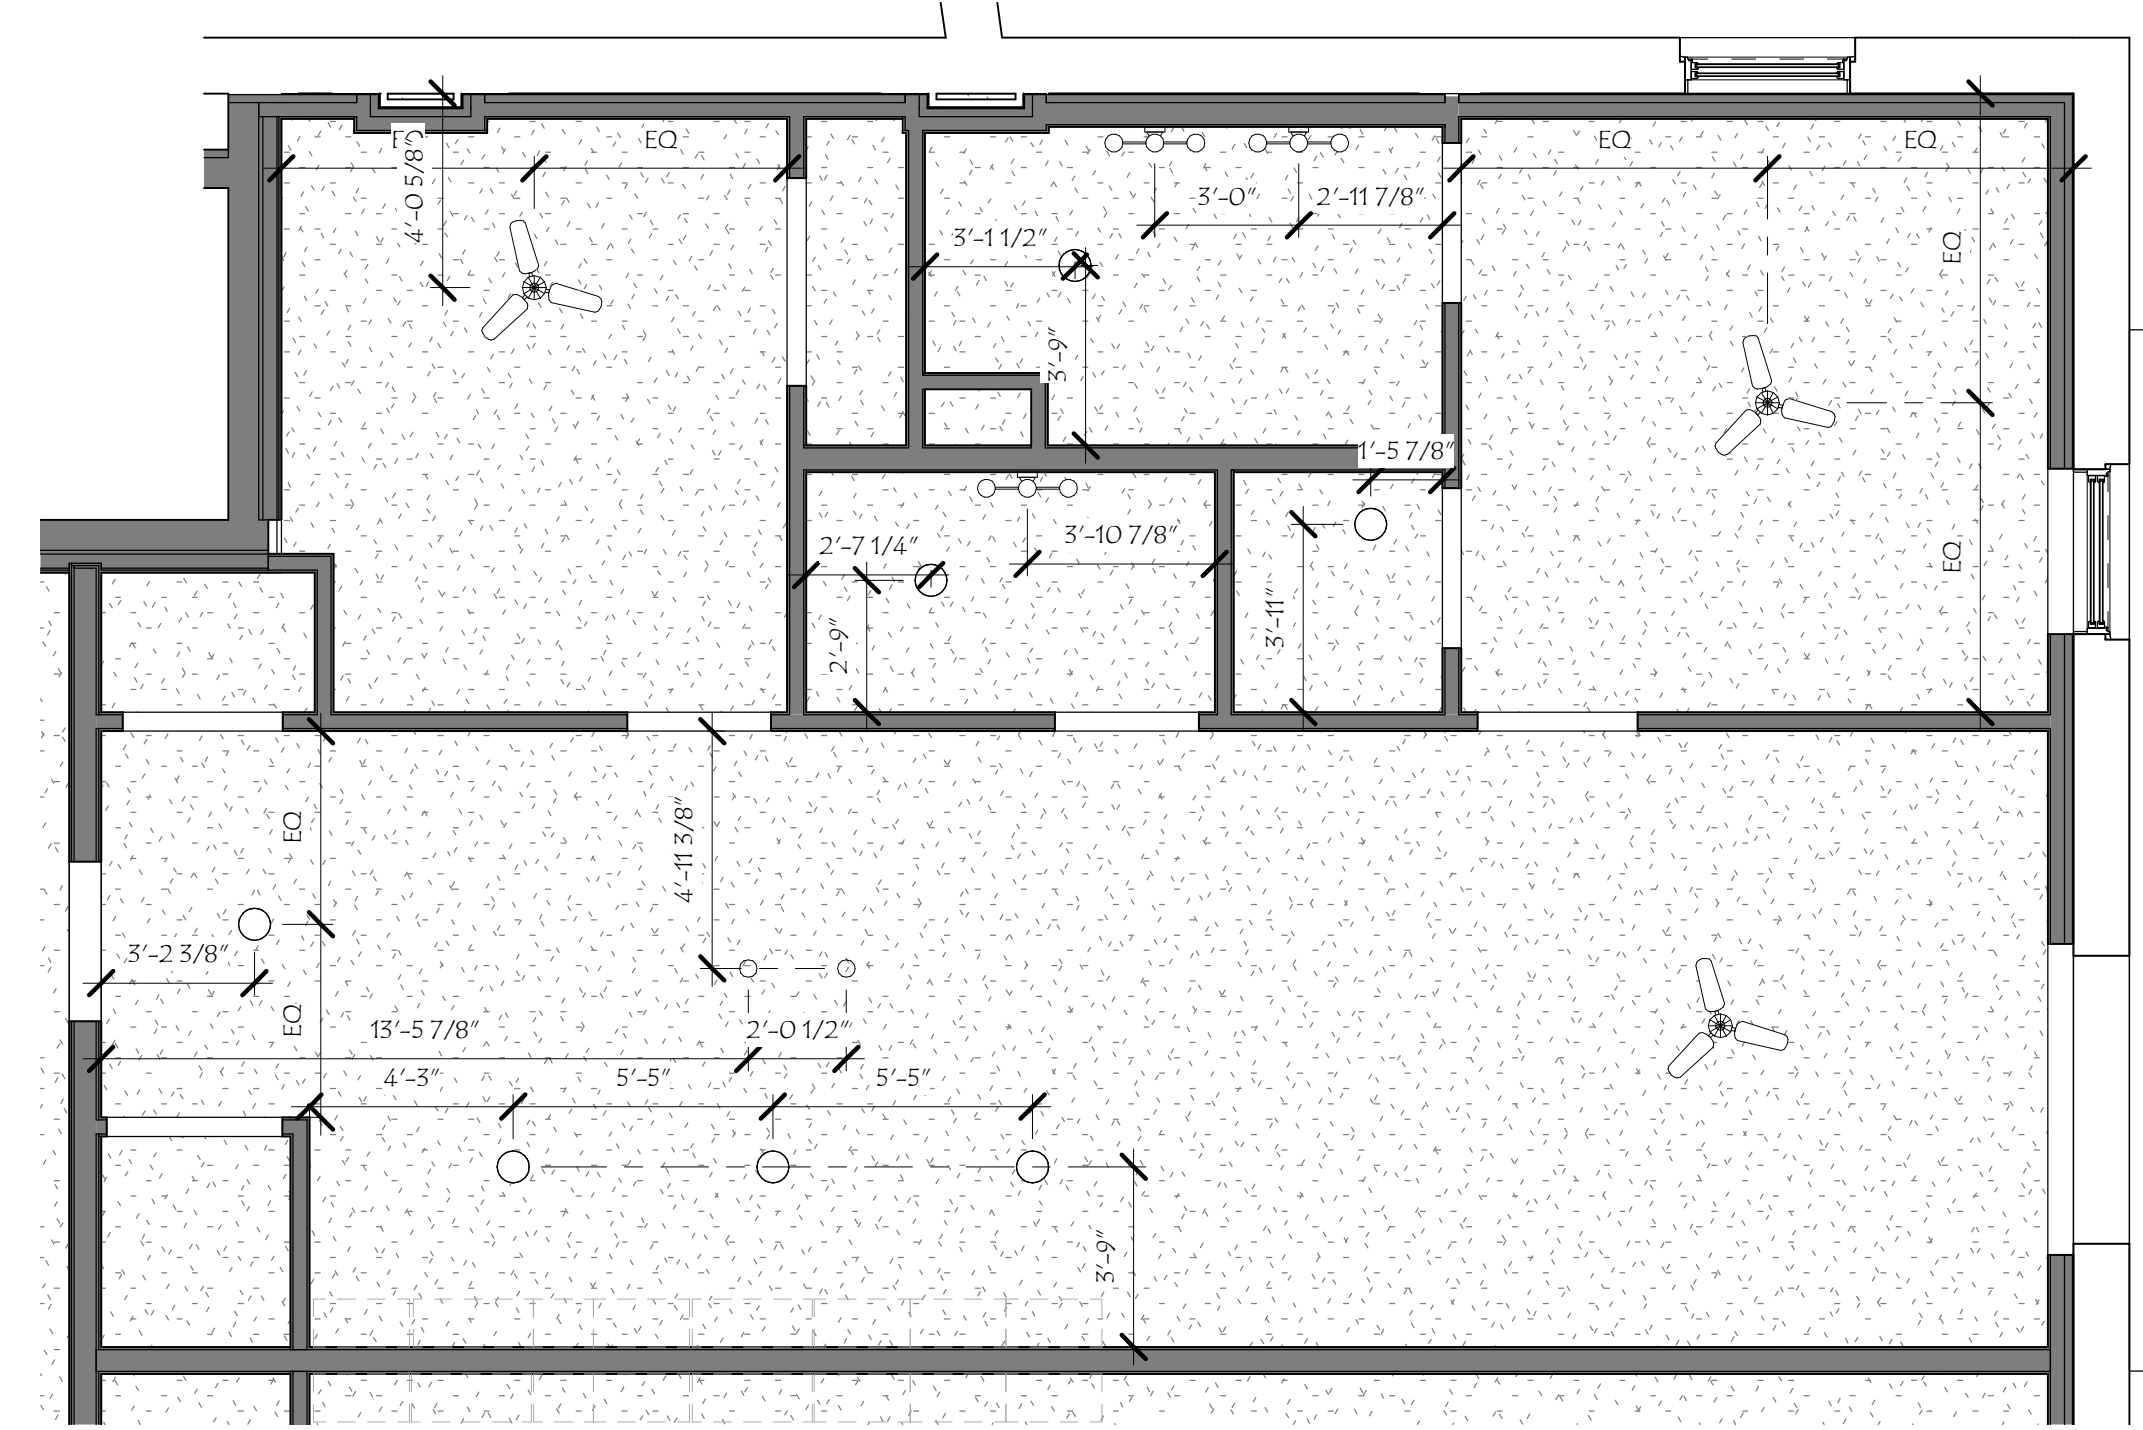 EQ
EQ
EQ
4'-0 5/8"
3'-0"
2'-11 7/8"
3'-1 1/2"
EQ
3'-9"
1'-5 7/8"
3'-10 7/8"
2'-7 1/4"
EQ
3'-11"
2'-9"
EQ
4'-11 3/8"
3'-2 3/8"
EQ
13'-5 7/8"
2'-0 1/2"
4'-3"
5'-5"
5'-5"
3'-9"